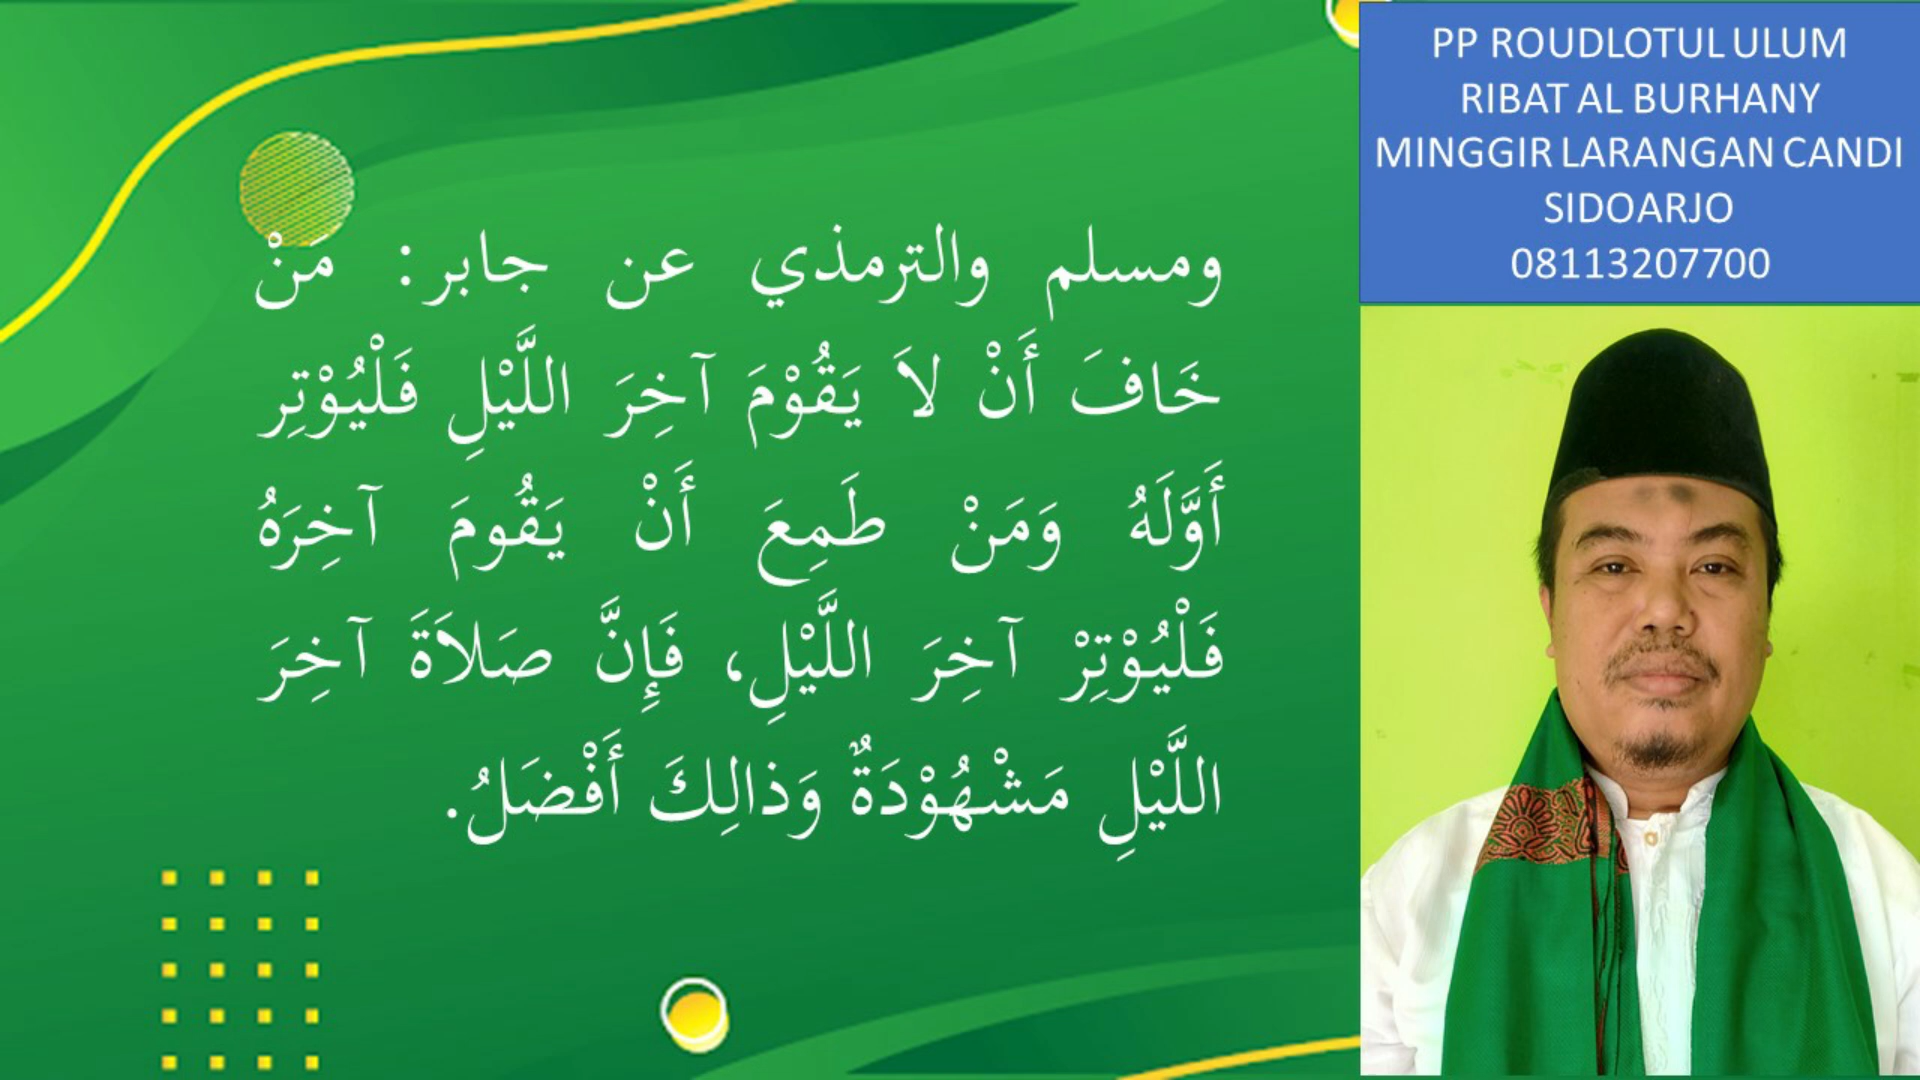 ومسلم والترمذي عن جابر: مَنْ
خَافَ أَنْ لاَ يَقُوْمَ آخِرَ اللَّيْلِ فَلْيُوْتِر
أَوَّلَهُ وَمَنْ طَمِعَ أَنْ يَقُومَ آخِرَهُ
فَلْيُوْتِرْ آخِرَ اللَّيْلِ، فَإِنَّ صَلاَةَ آخِرَ
اللَّيْلِ مَشْهُوْدَةٌ وَذالِكَ أَفْضَلُ.
PP ROUDLOTUL ULUM
RIBAT AL BURHANY
MINGGIR LARANGAN CANDI
SIDOARJO
08113207700